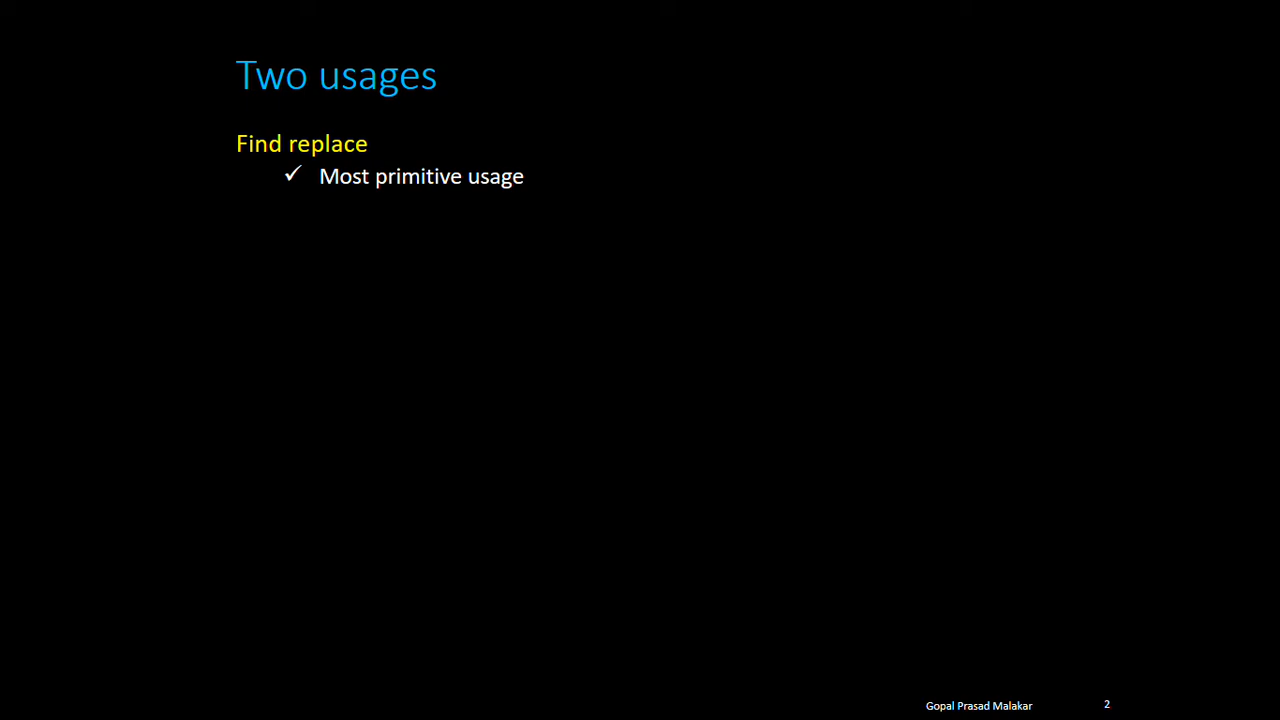 Two usages
Find replace
✓ Most primitive usage
Gopal Prasad Malakar 2